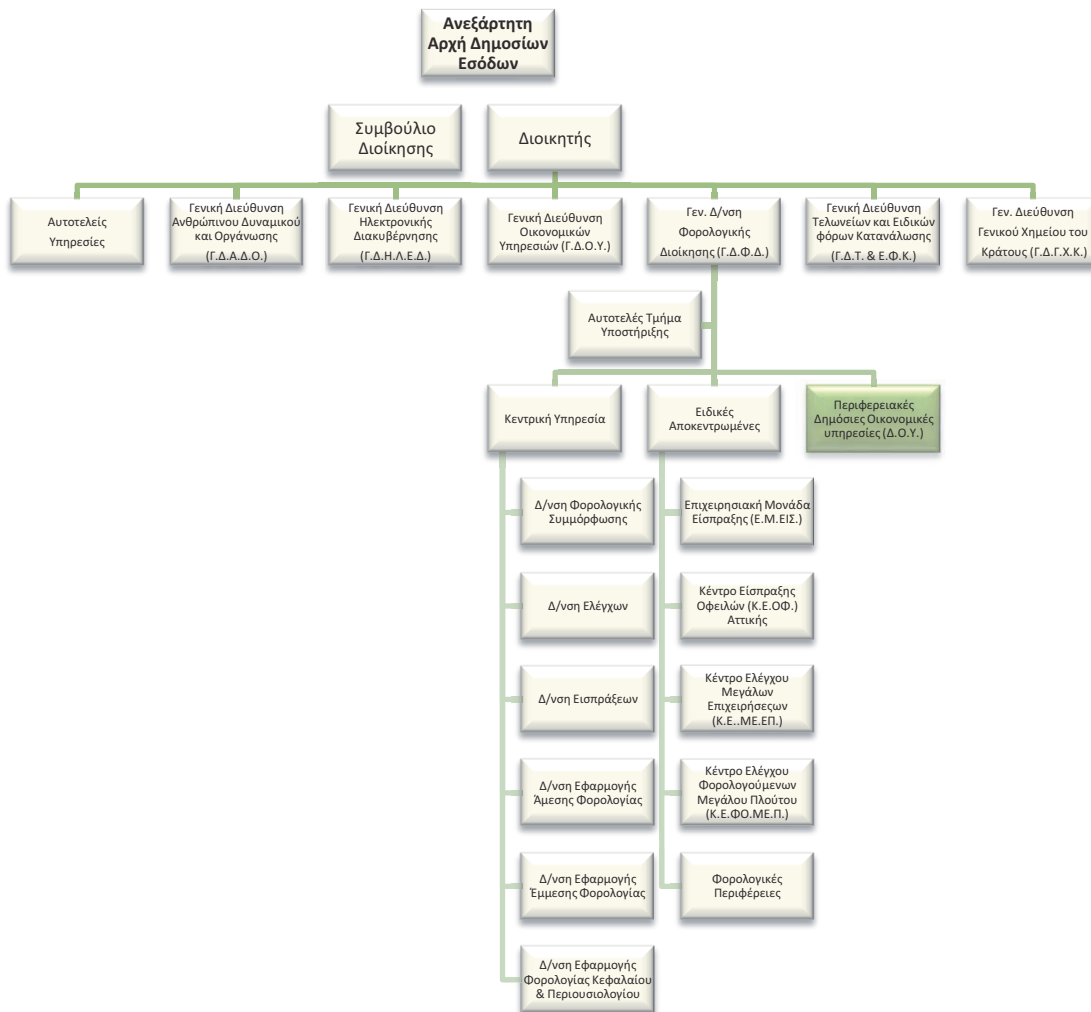 Ανεξάρτητη
Αρχή Δημοσίων
Εσόδων
Συμβούλιο
Διοίκησης
Διοικητής
Αυτοτελείς
Υπηρεσίες
Γενική Διεύθυνση
Ανθρώπινου Δυναμικού
και Οργάνωσης
(Γ.Δ.Α.Δ.Ο.)
Γενική Διεύθυνση
Ηλεκτρονικής
Διακυβέρνησης
(Γ.Δ.Η.Λ.Ε.Δ.)
Γενική Διεύθυνση
Οικονομικών
Υπηρεσιών (Γ.Δ.Ο.Υ.)
Γεν. Δ/νση
Φορολογικής
Διοίκησης (Γ.Δ.Φ.Δ.)
Γενική Διεύθυνση
Τελωνείων και Ειδικών
φόρων Κατανάλωσης
(Γ.Δ.Τ. & Ε.Φ.Κ.)
Γεν. Διεύθυνση
Γενικού Χημείου του
Κράτους (Γ.Δ.Γ.Χ.Κ.)
Αυτοτελές Τμήμα
Υποστήριξης
Κεντρική Υπηρεσία
Ειδικές
Αποκεντρωμένες
Περιφερειακές
Δημόσιες Οικονομικές
υπηρεσίες (Δ.Ο.Υ.)
Δ/νση Φορολογικής
Συμμόρφωσης
Δ/νση Ελέγχων
Δ/νση Εισπράξεων
Δ/νση Εφαρμογής
Άμεσης Φορολογίας
Δ/νση Εφαρμογής
Έμμεσης Φορολογίας
Δ/νση Εφαρμογής
Φορολογίας Κεφαλαίου
& Περιουσιολογίου
Επιχειρησιακή Μονάδα
Είσπραξης (Ε.Μ.ΕΙΣ.)
Κέντρο Είσπραξης
Οφειλών (Κ.Ε.ΟΦ.)
Αττικής
Κέντρο Ελέγχου
Μεγάλων
Επιχειρήσεςων
(Κ.Ε..ΜΕ.ΕΠ.)
Κέντρο Ελέγχου
Φορολογούμενων
Μεγάλου Πλούτου
(Κ.Ε.ΦΟ.ΜΕ.Π.)
Φορολογικές
Περιφέρειες